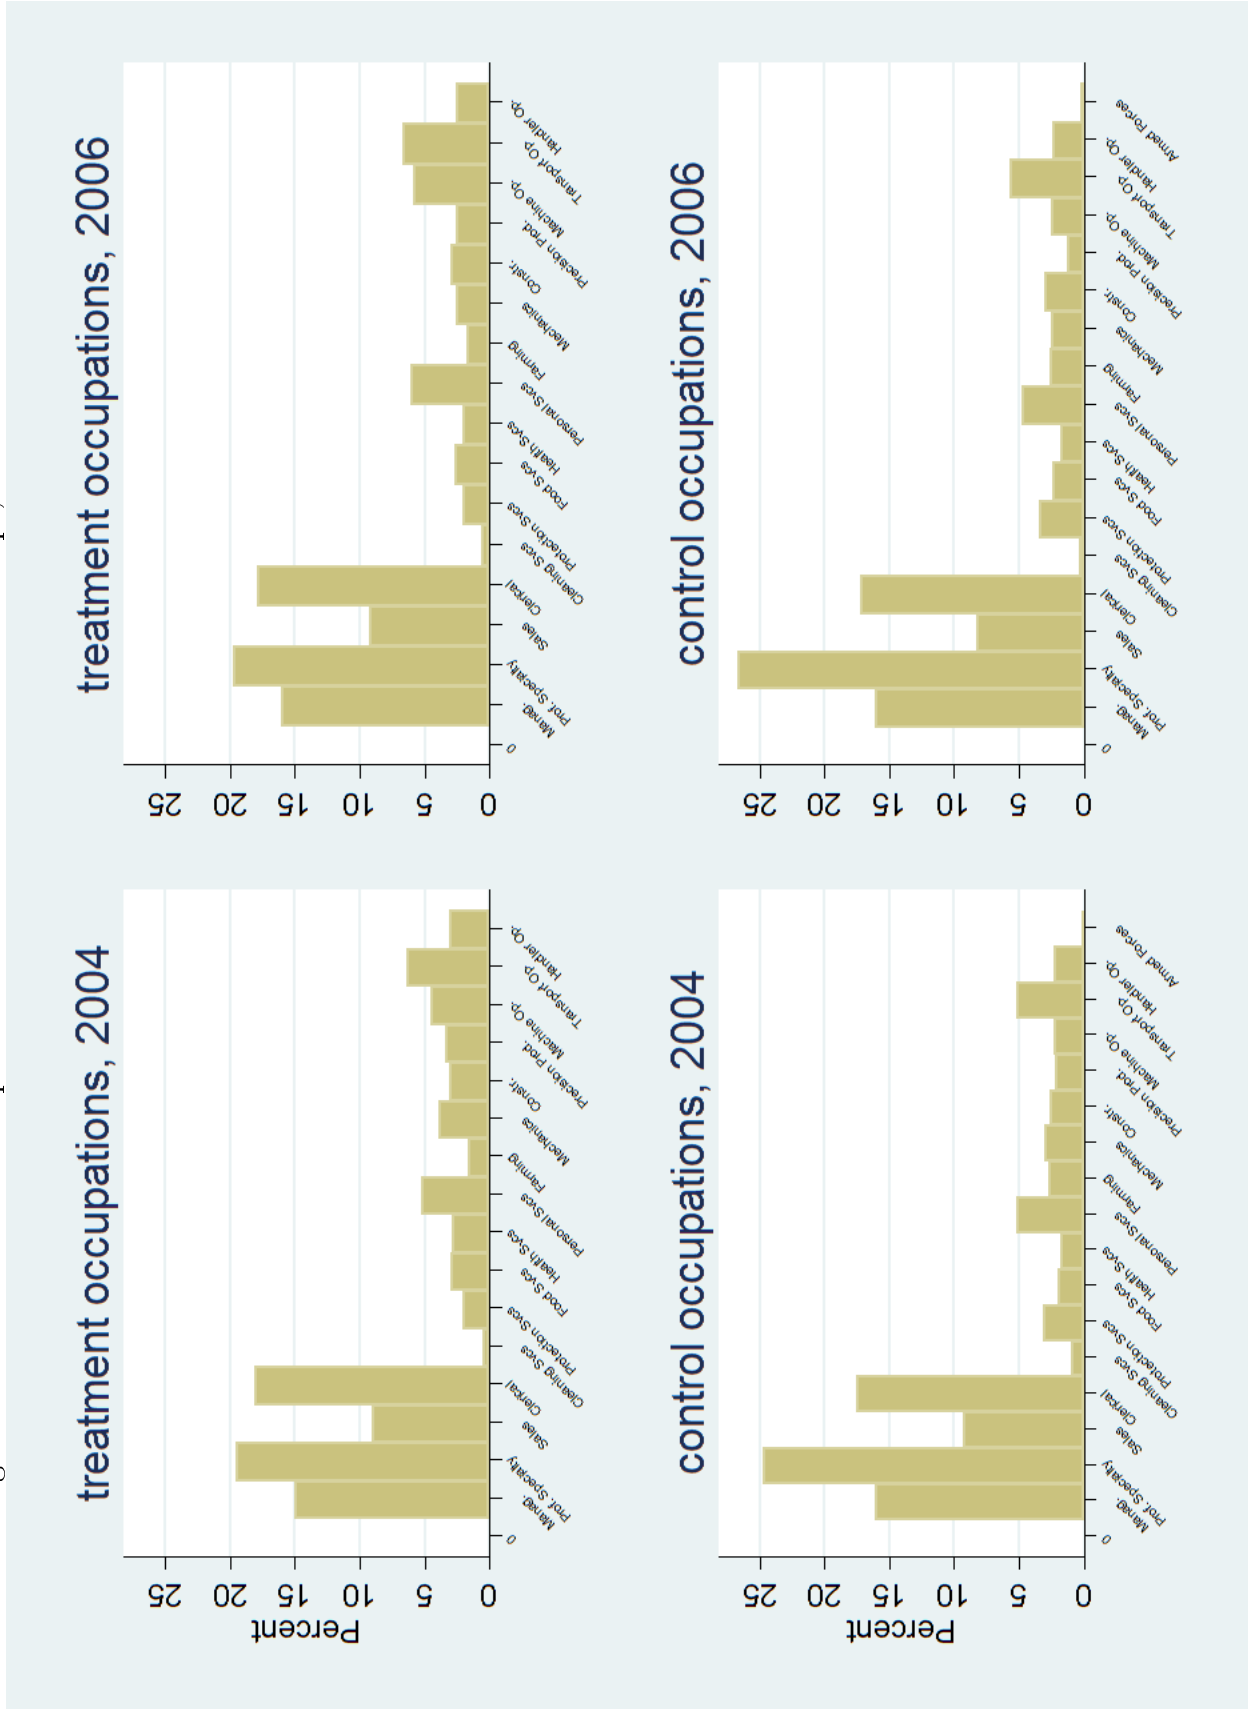 treatment occupations, 2004
Percent
0 5 10 15 20 25
0
Manag.
Prof. Specialty
Sales
Clerical
Cleaning Svcs
Protection Svcs
Food Svcs
Health Svcs
Personal Svcs
Farming
Mechanics
Constr.
Precision Prod.
Machine Op.
Transport Op
Handler Op.
treatment occupations, 2006
0 5 10 15 20 25
0
Manag.
Prof. Specialty
Sales
Clerical
Cleaning Svcs
Protection Svcs
Food Svcs
Health Svcs
Personal Svcs
Farming
Mechanics
Constr.
Precision Prod.
Machine Op.
Transport Op
Handler Op.
control occupations, 2004
Percent
0 5 10 15 20 25
0
Manag.
Prof. Specialty
Sales
Clerical
Cleaning Svcs
Protection Svcs
Food Svcs
Health Svcs
Personal Svcs
Farming
Mechanics
Constr.
Precision Prod.
Machine Op.
Transport Op
Handler Op.
Armed Forces
control occupations, 2006
0 5 10 15 20 25
0
Manag.
Prof. Specialty
Sales
Clerical
Cleaning Svcs
Protection Svcs
Food Svcs
Health Svcs
Personal Svcs
Farming
Mechanics
Constr.
Precision Prod.
Machine Op.
Transport Op
Handler Op.
Armed Forces